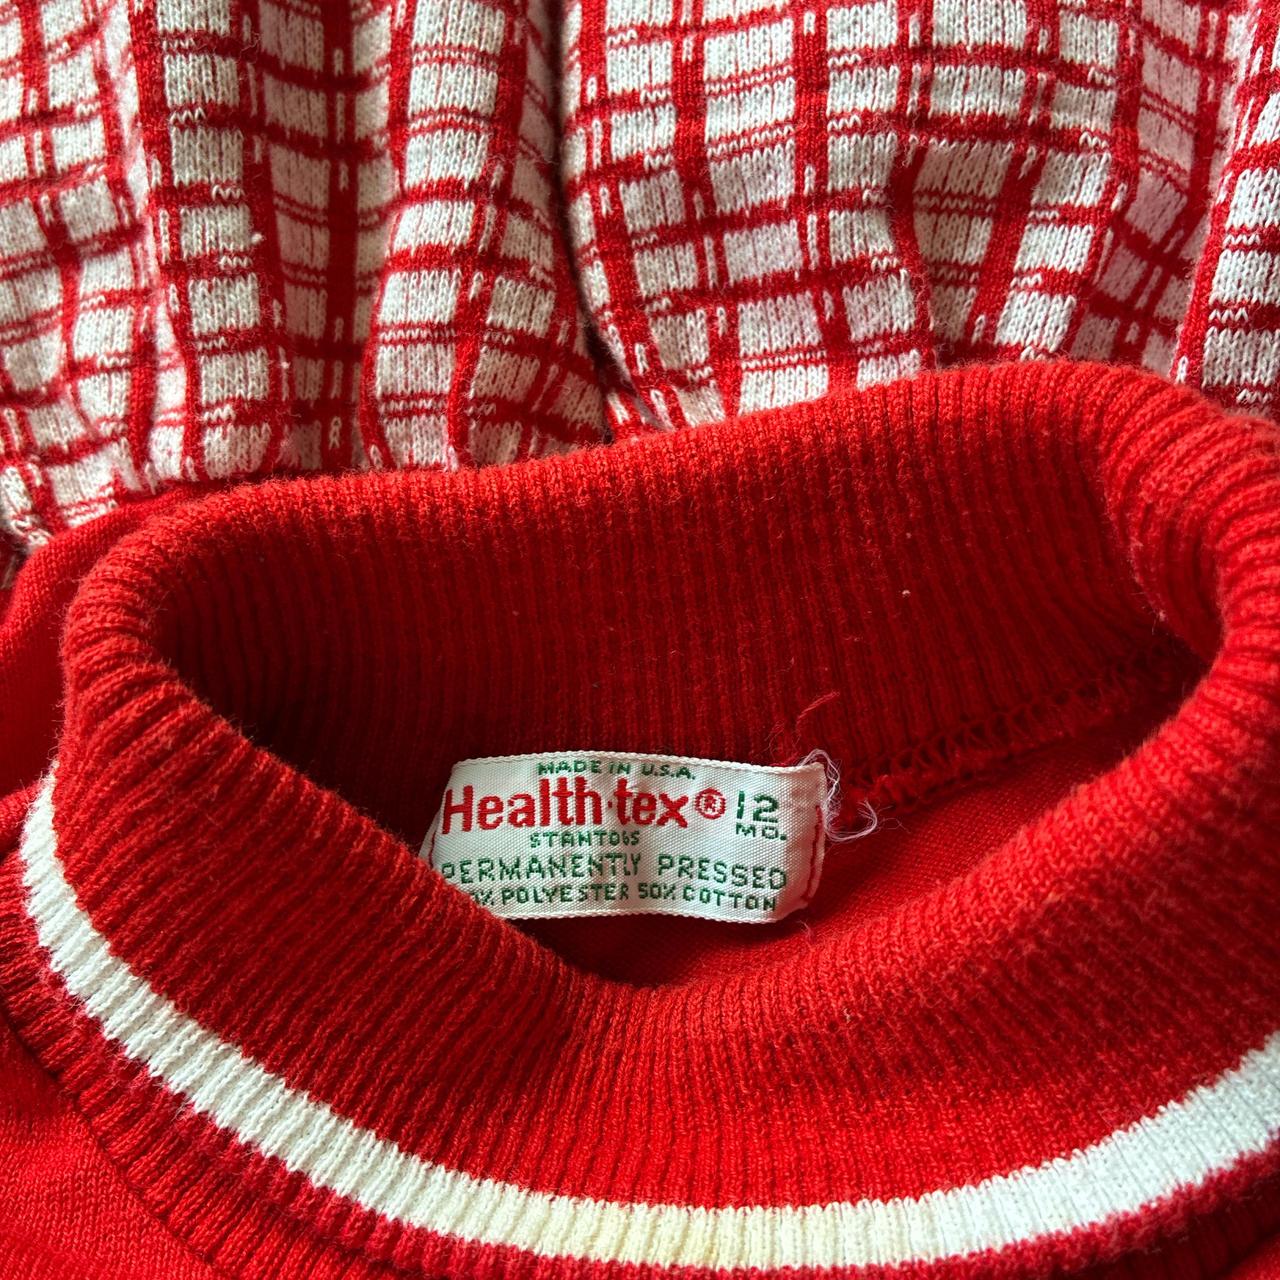 MADE IN U.S.A.
Health·tex® 12 MO.
STANTOGS
PERMANENTLY PRESSED
% POLYESTER 50% COTTON